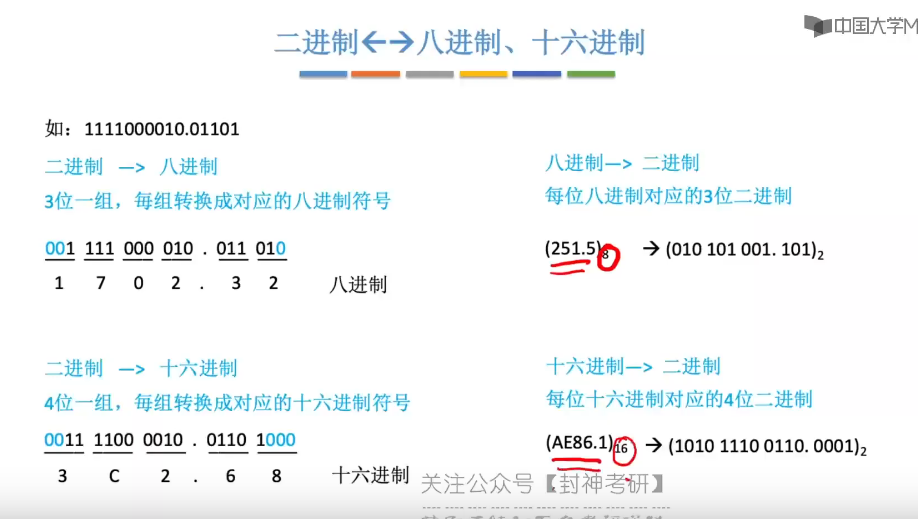 中国大学M
二进制←→八进制、十六进制
如：1111000010.01101
二进制 —> 八进制
3位一组，每组转换成对应的八进制符号
001 111 000 010 . 011 010
1 7 0 2 . 3 2 八进制
八进制—> 二进制
每位八进制对应的3位二进制
(251.5)8 → (010 101 001. 101)2
二进制 —> 十六进制
4位一组，每组转换成对应的十六进制符号
0011 1100 0010 . 0110 1000
3 C 2 . 6 8 十六进制
十六进制—> 二进制
每位十六进制对应的4位二进制
(AE86.1)16 → (1010 1110 0110. 0001)2
关注公众号【封神考研】